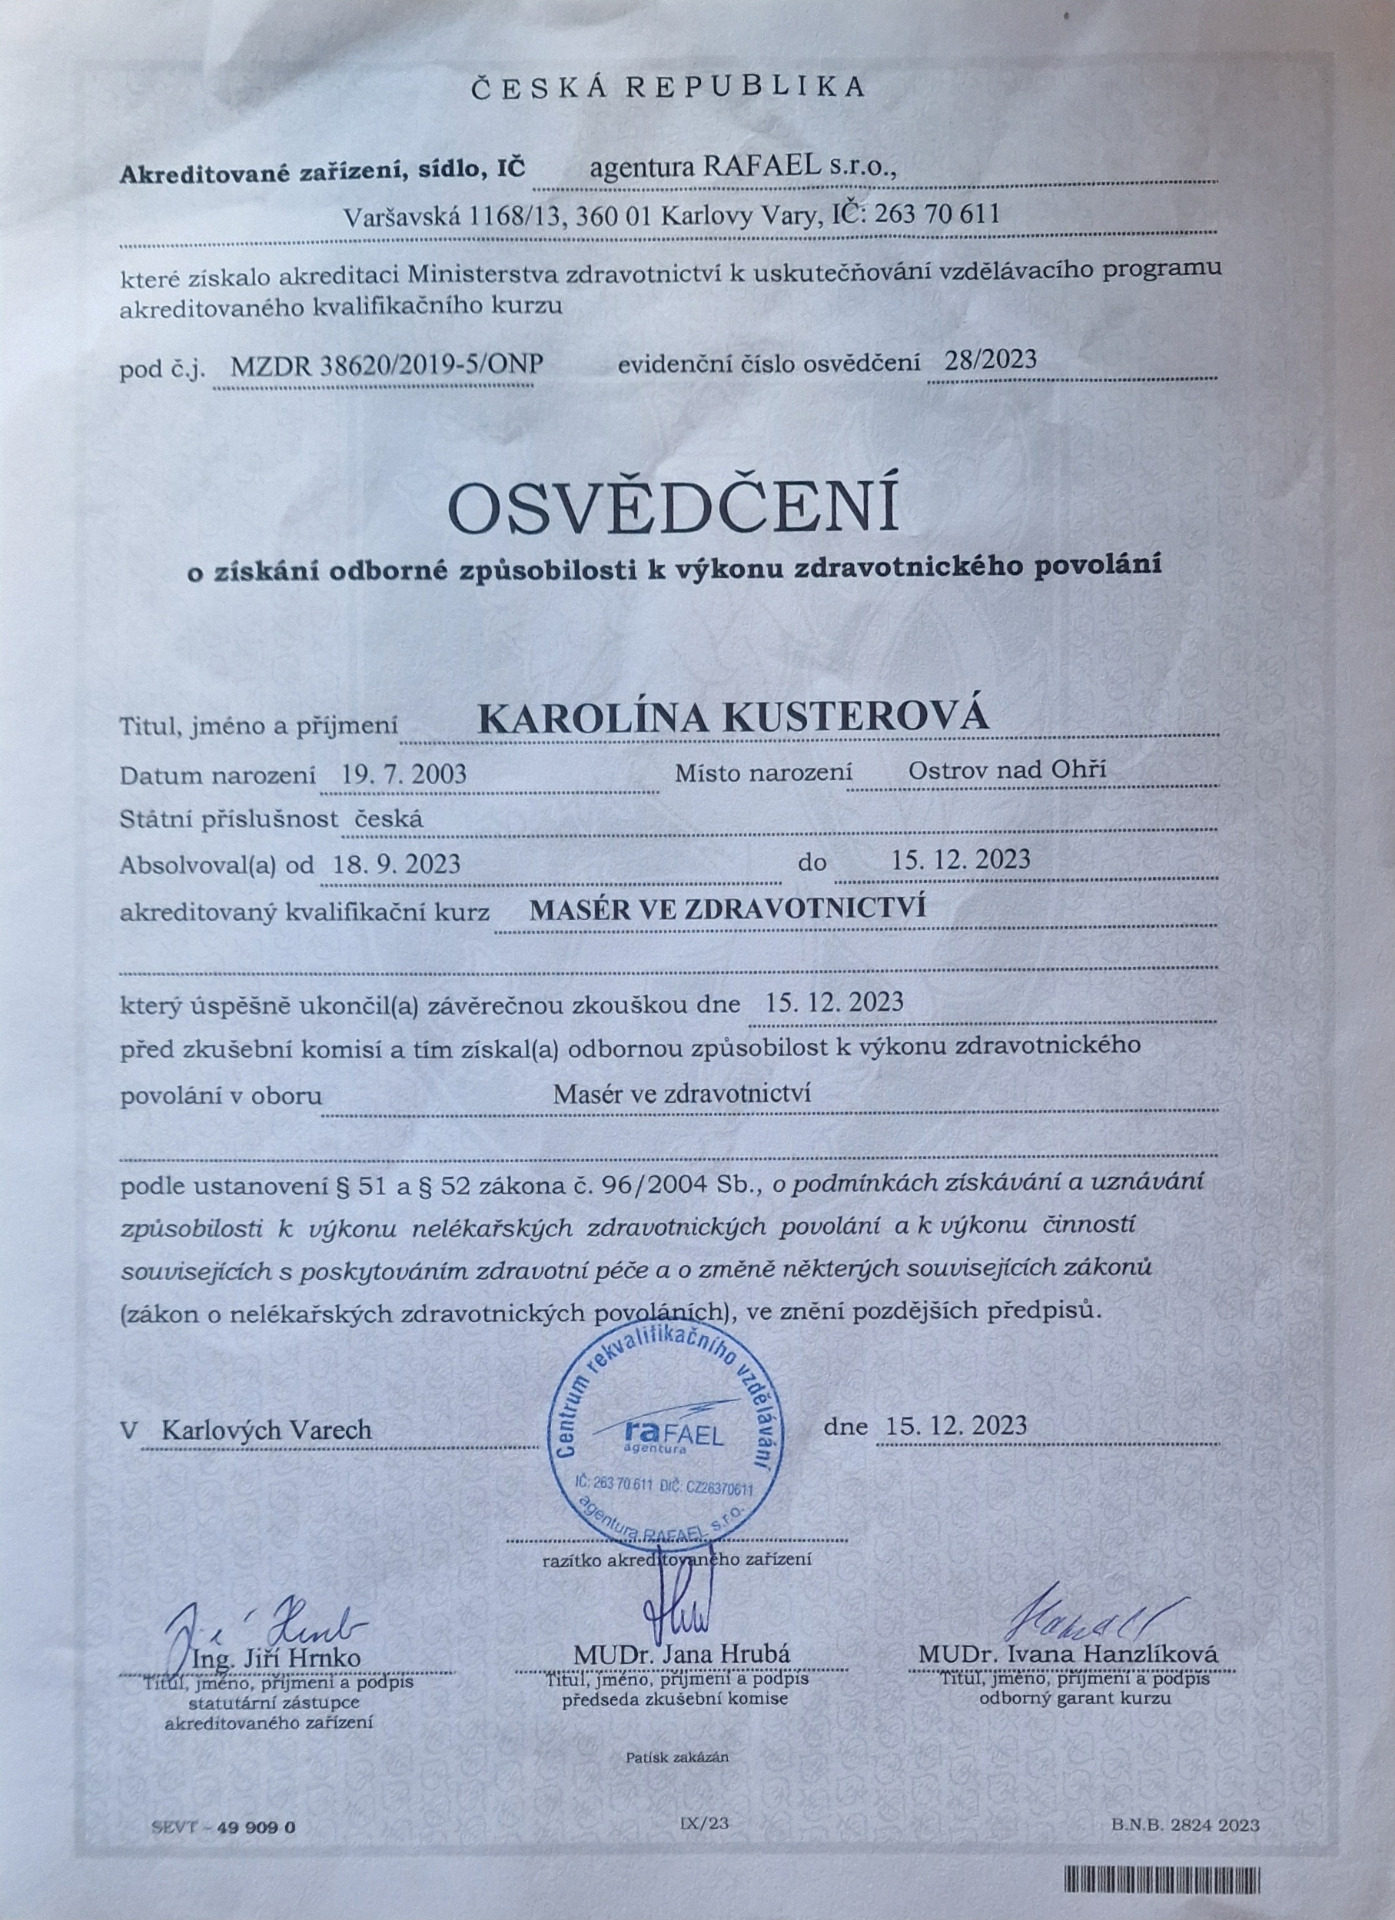 ČESKÁ REPUBLIKA
Akreditované zařízení, sídlo, IČ agentura RAFAEL s.r.o.,
Varšavská 1168/13, 360 01 Karlovy Vary, IČ: 263 70 611
které získalo akreditaci Ministerstva zdravotnictví k uskutečňování vzdělávacího programu
akreditovaného kvalifikačního kurzu
pod č.j. MZDR 38620/2019-5/ONP evidenční číslo osvědčení 28/2023
OSVĚDČENÍ
o získání odborné způsobilosti k výkonu zdravotnického povolání
Titul, jméno a příjmení KAROLÍNA KUSTEROVÁ
Datum narození 19. 7. 2003 Místo narození Ostrov nad Ohří
Státní příslušnost česká
Absolvoval(a) od 18. 9. 2023 do 15. 12. 2023
akreditovaný kvalifikační kurz MASÉR VE ZDRAVOTNICTVÍ
který úspěšně ukončil(a) závěrečnou zkouškou dne 15. 12. 2023
před zkušební komisí a tím získal(a) odbornou způsobilost k výkonu zdravotnického
povolání v oboru Masér ve zdravotnictví
podle ustanovení § 51 a § 52 zákona č. 96/2004 Sb., o podmínkách získávání a uznávání
způsobilosti k výkonu nelékařských zdravotnických povolání a k výkonu činností
souvisejících s poskytováním zdravotní péče a o změně některých souvisejících zákonů
(zákon o nelékařských zdravotnických povoláních), ve znění pozdějších předpisů.
Centrum rekvalifikačního vzdělávání
raFAEL
agentura
IČ: 263 70 611 DIČ: CZ26370611
agentura RAFAEL s.r.o.
V Karlových Varech dne 15. 12. 2023
razítko akreditovaného zařízení
Ing. Jiří Hrnko MUDr. Jana Hrubá MUDr. Ivana Hanzlíková
Titul, jméno, příjmení a podpis Titul, jméno, příjmení a podpis Titul, jméno, příjmení a podpis
statutární zástupce předseda zkušební komise odborný garant kurzu
akreditovaného zařízení
Patisk zakázán
SEVT - 49 909 0 IX/23 B.N.B. 2824 2023